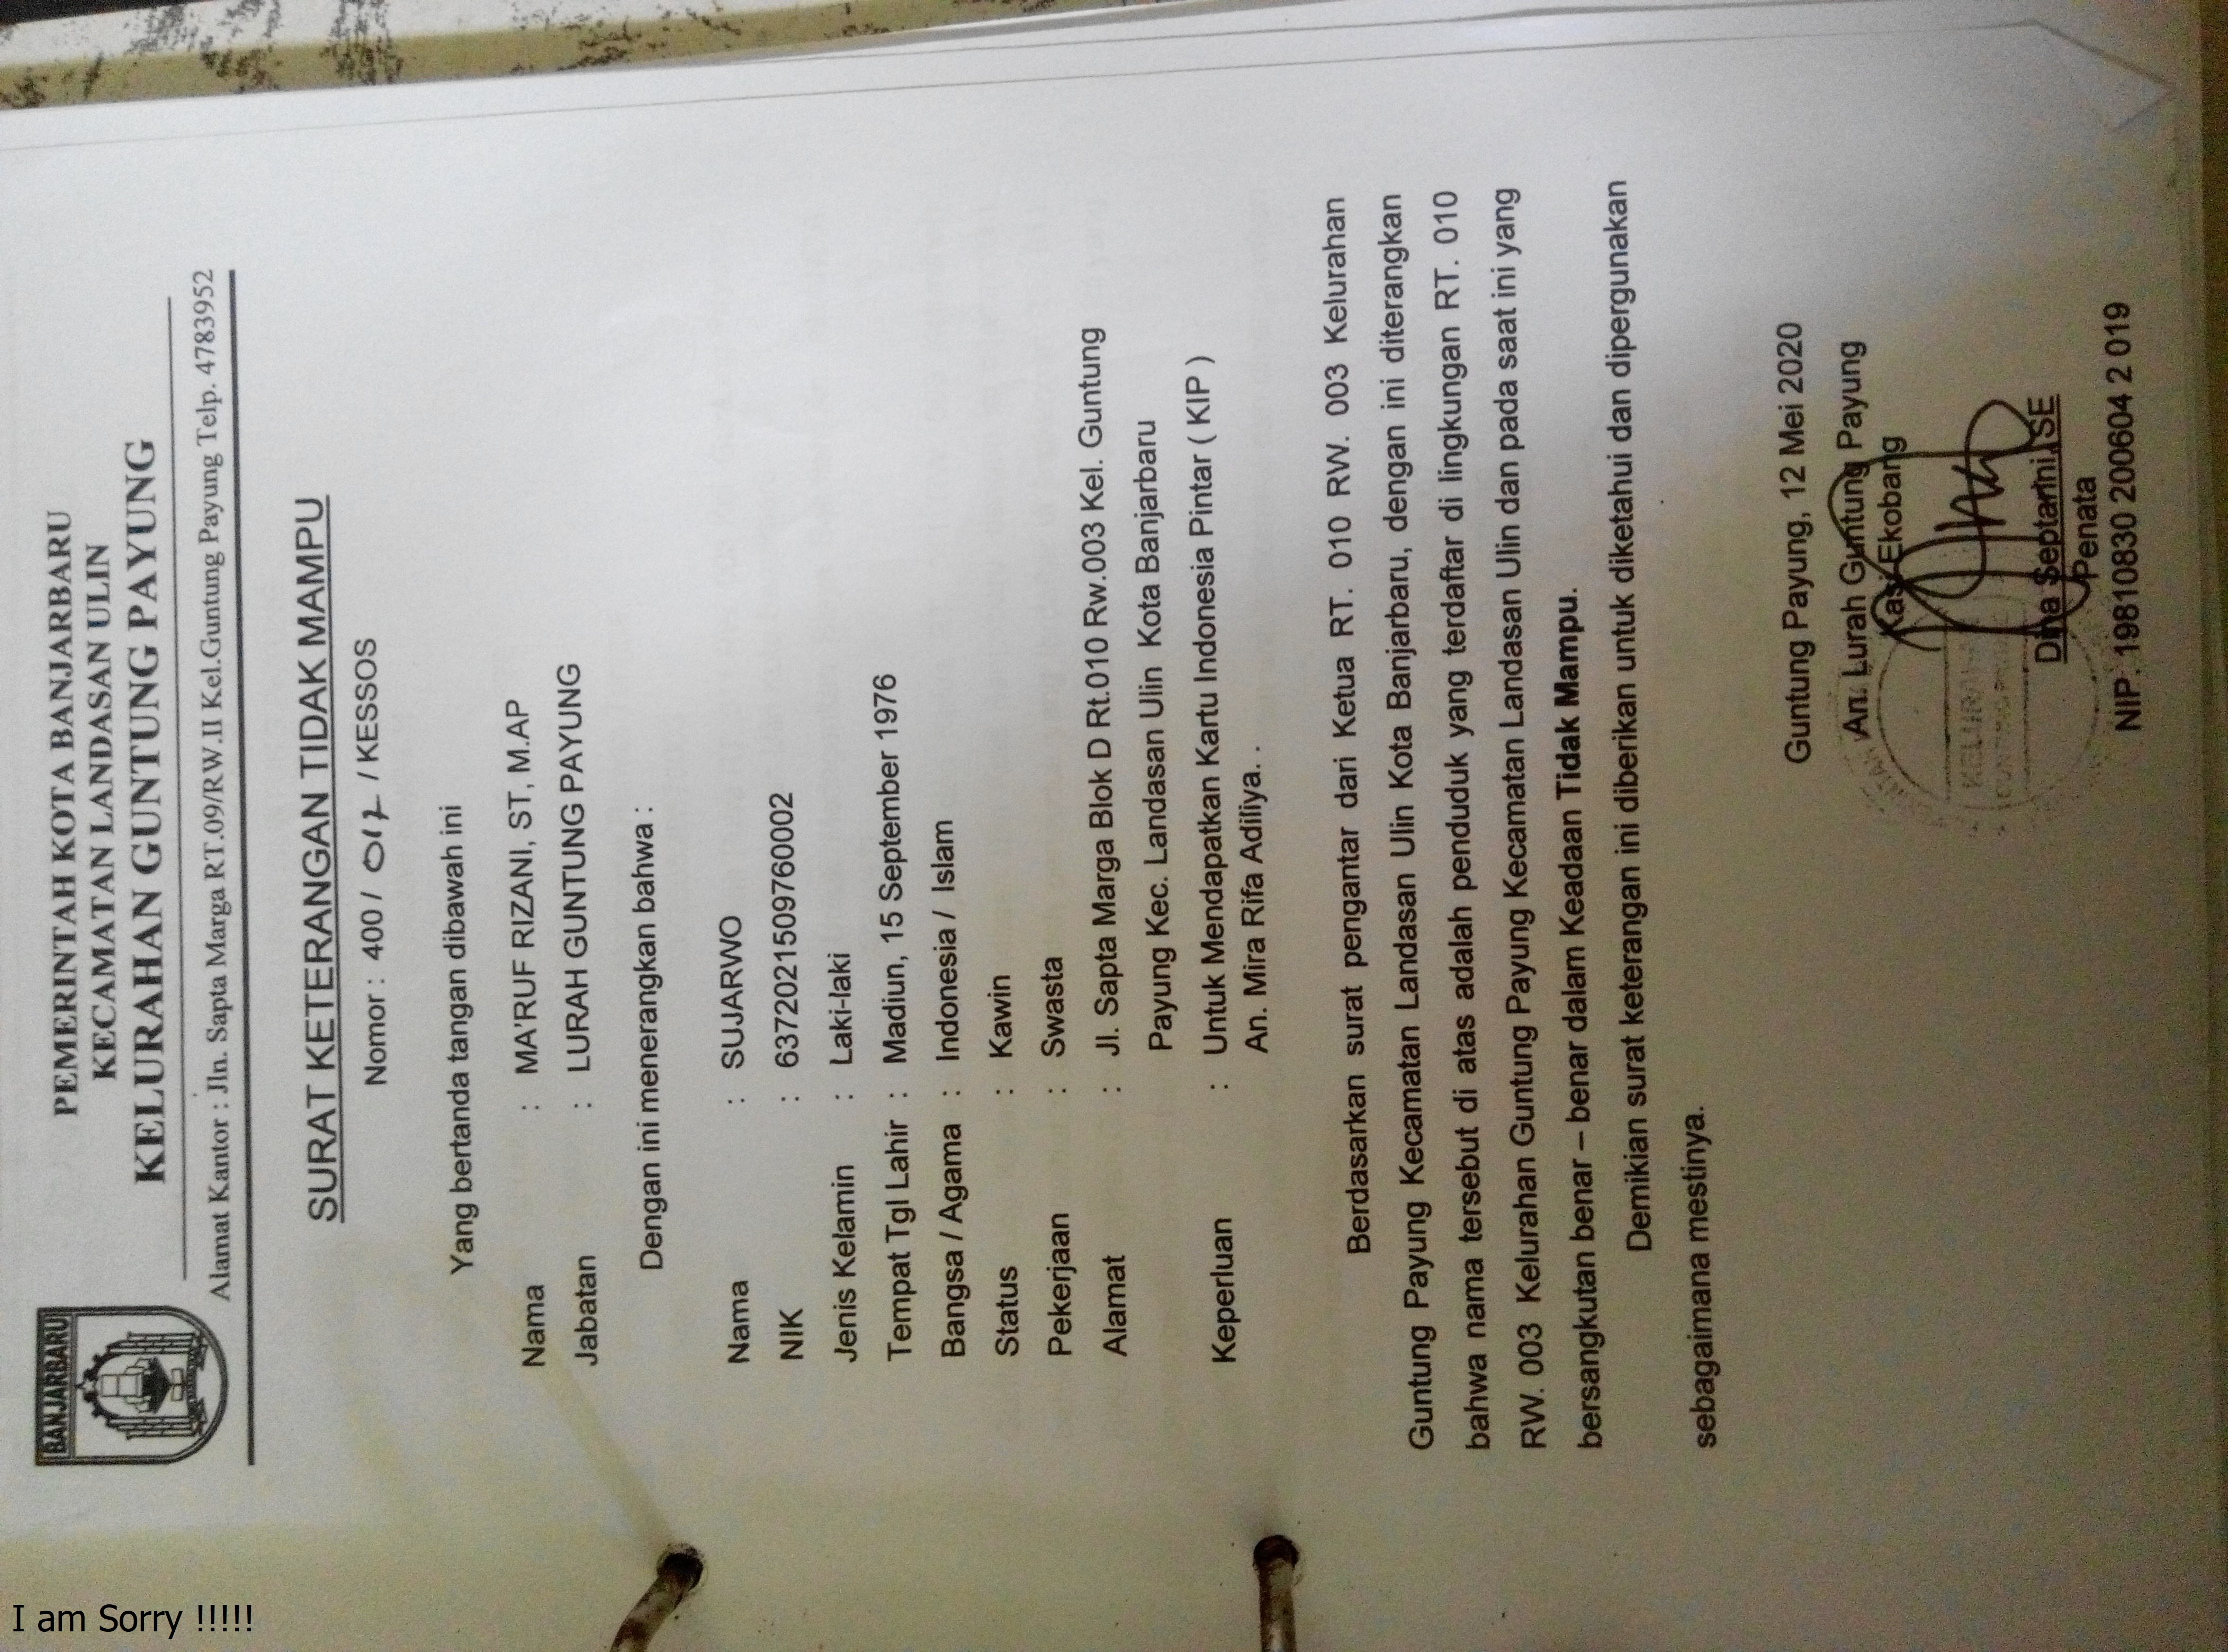 BANJARBARU
PEMERINTAH KOTA BANJARBARU
KECAMATAN LANDASAN ULIN
KELURAHAN GUNTUNG PAYUNG
Alamat Kantor : Jln. Sapta Marga RT.09/RW.II Kel.Guntung Payung Telp. 4783952
SURAT KETERANGAN TIDAK MAMPU
Nomor : 400 / 017 / KESSOS
Yang bertanda tangan dibawah ini
Nama : MA'RUF RIZANI, ST, M.AP
Jabatan : LURAH GUNTUNG PAYUNG
Dengan ini menerangkan bahwa :
Nama : SUJARWO
NIK : 6372021509760002
Jenis Kelamin : Laki-laki
Tempat Tgl Lahir : Madiun, 15 September 1976
Bangsa / Agama : Indonesia / Islam
Status : Kawin
Pekerjaan : Swasta
Alamat : Jl. Sapta Marga Blok D Rt.010 Rw.003 Kel. Guntung
Payung Kec. Landasan Ulin Kota Banjarbaru
Keperluan : Untuk Mendapatkan Kartu Indonesia Pintar ( KIP )
An. Mira Rifa Adiliya. .
Berdasarkan surat pengantar dari Ketua RT. 010 RW. 003 Kelurahan
Guntung Payung Kecamatan Landasan Ulin Kota Banjarbaru, dengan ini diterangkan
bahwa nama tersebut di atas adalah penduduk yang terdaftar di lingkungan RT. 010
RW. 003 Kelurahan Guntung Payung Kecamatan Landasan Ulin dan pada saat ini yang
bersangkutan benar – benar dalam Keadaan Tidak Mampu.
Demikian surat keterangan ini diberikan untuk diketahui dan dipergunakan
sebagaimana mestinya.
Guntung Payung, 12 Mei 2020
An. Lurah Guntung Payung
Kasi Ekobang
Dina Septarini,SE
Penata
NIP. 19810830 200604 2 019
KELURAHAN
I am Sorry !!!!!